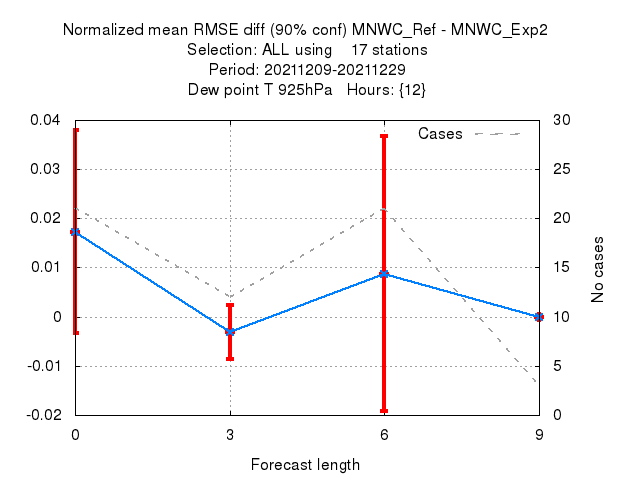 Normalized mean RMSE diff (90% conf) MNWC_Ref - MNWC_Exp2
Selection: ALL using    17 stations
Period: 20211209-20211229
Dew point T 925hPa   Hours: {12}
Cases
0.04
0.03
0.02
0.01
0
-0.01
-0.02
30
25
20
15
10
5
0
No cases
0
3
6
9
Forecast length